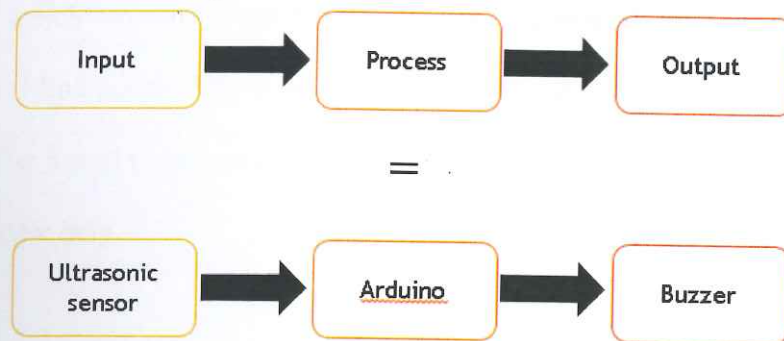 Input
Process
Output
=
Ultrasonic
sensor
Arduino
Buzzer